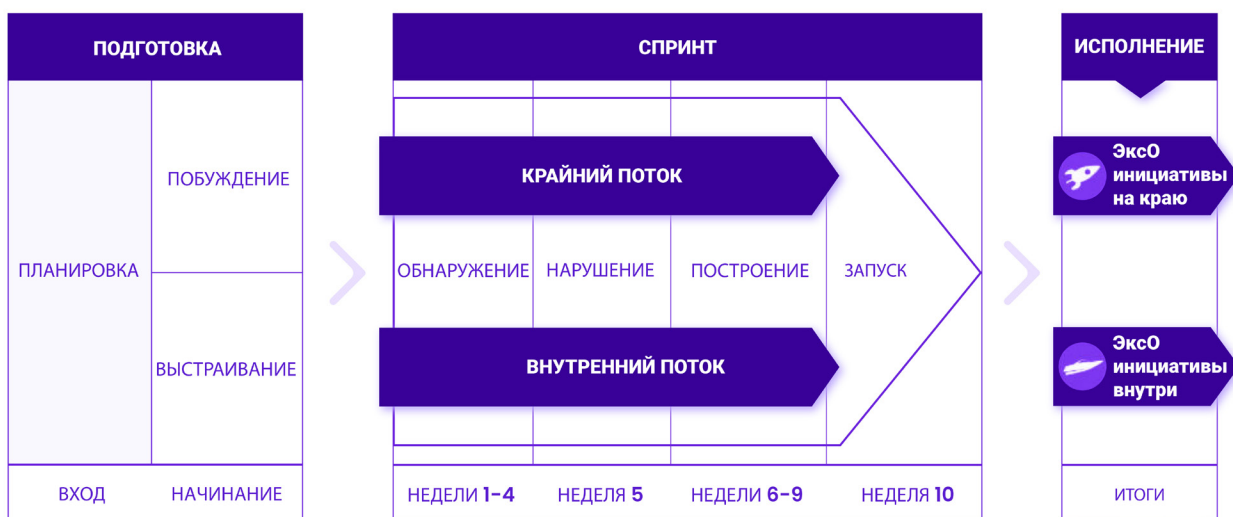 ПОДГОТОВКА
СПРИНТ
ИСПОЛНЕНИЕ
ПЛАНИРОВКА
ПОБУЖДЕНИЕ
ВЫСТРАИВАНИЕ
КРАЙНИЙ ПОТОК
ОБНАРУЖЕНИЕ
НАРУШЕНИЕ
ПОСТРОЕНИЕ
ЗАПУСК
ВНУТРЕННИЙ ПОТОК
ЭксО
инициативы
на краю
ЭксО
инициативы
внутри
ВХОД
НАЧИНАНИЕ
НЕДЕЛИ 1-4
НЕДЕЛЯ 5
НЕДЕЛИ 6-9
НЕДЕЛЯ 10
ИТОГИ